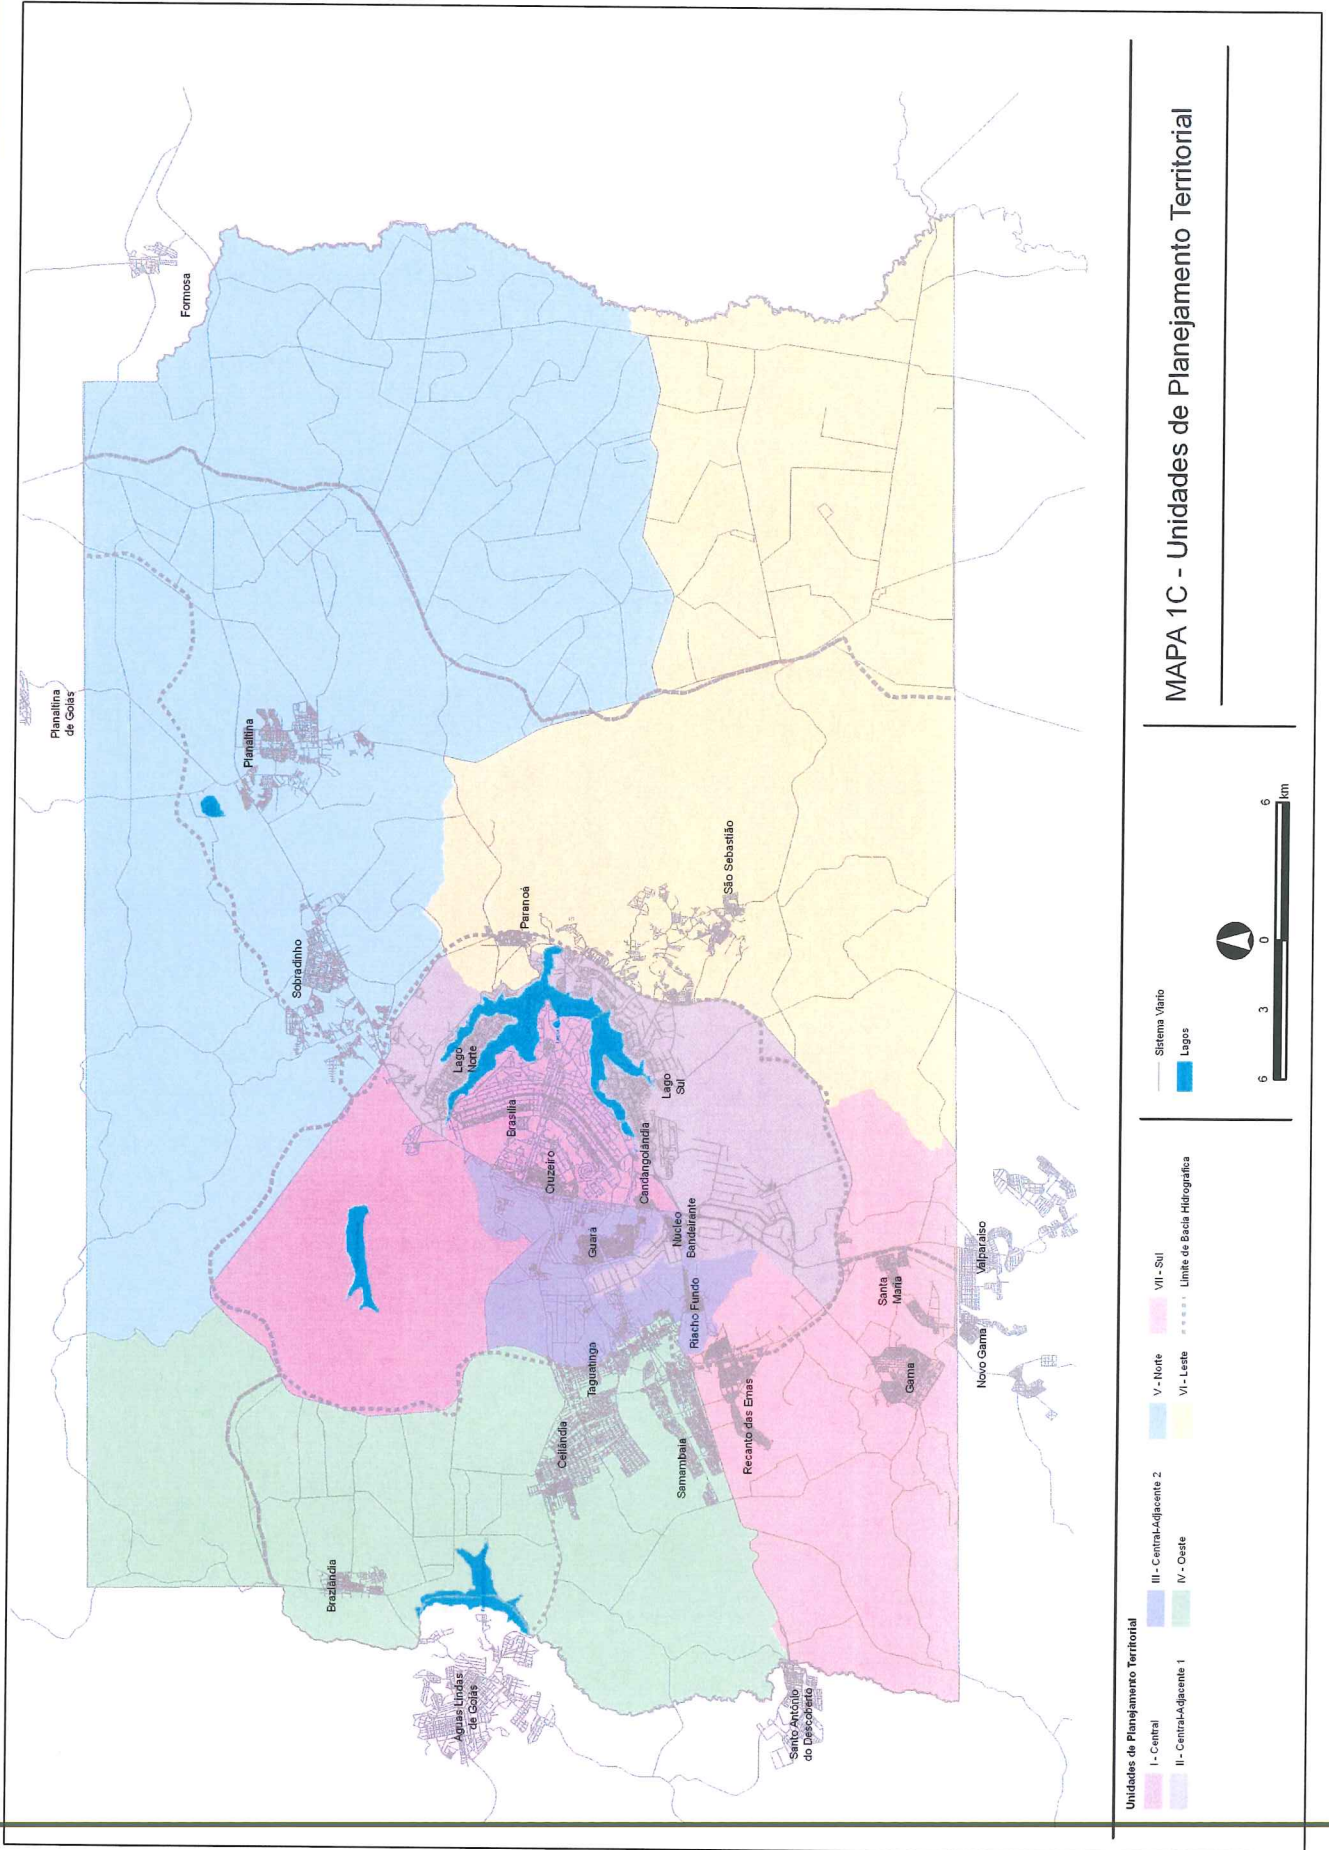 Planaltina
de Goiás
Formosa
Planaltina
Sobradinho
Brazlândia
Paranoá
Lago
Norte
Brasília
Cruzeiro
São Sebastião
Lago
Sul
Candangolândia
Guará
Núcleo
Bandeirante
Riacho Fundo
Taguatinga
Ceilândia
Samambaia
Recanto das Emas
Águas Lindas
de Goiás
Santo Antônio
do Descoberto
Santa
Maria
Gama
Valparaíso
Novo Gama
Unidades de Planejamento Territorial
I - Central
II - Central-Adjacente 1
III - Central-Adjacente 2
IV - Oeste
V - Norte
VI - Leste
VII - Sul
Limite de Bacia Hidrográfica
Sistema Viario
Lagos
6 3 0 6
km
MAPA 1C - Unidades de Planejamento Territorial